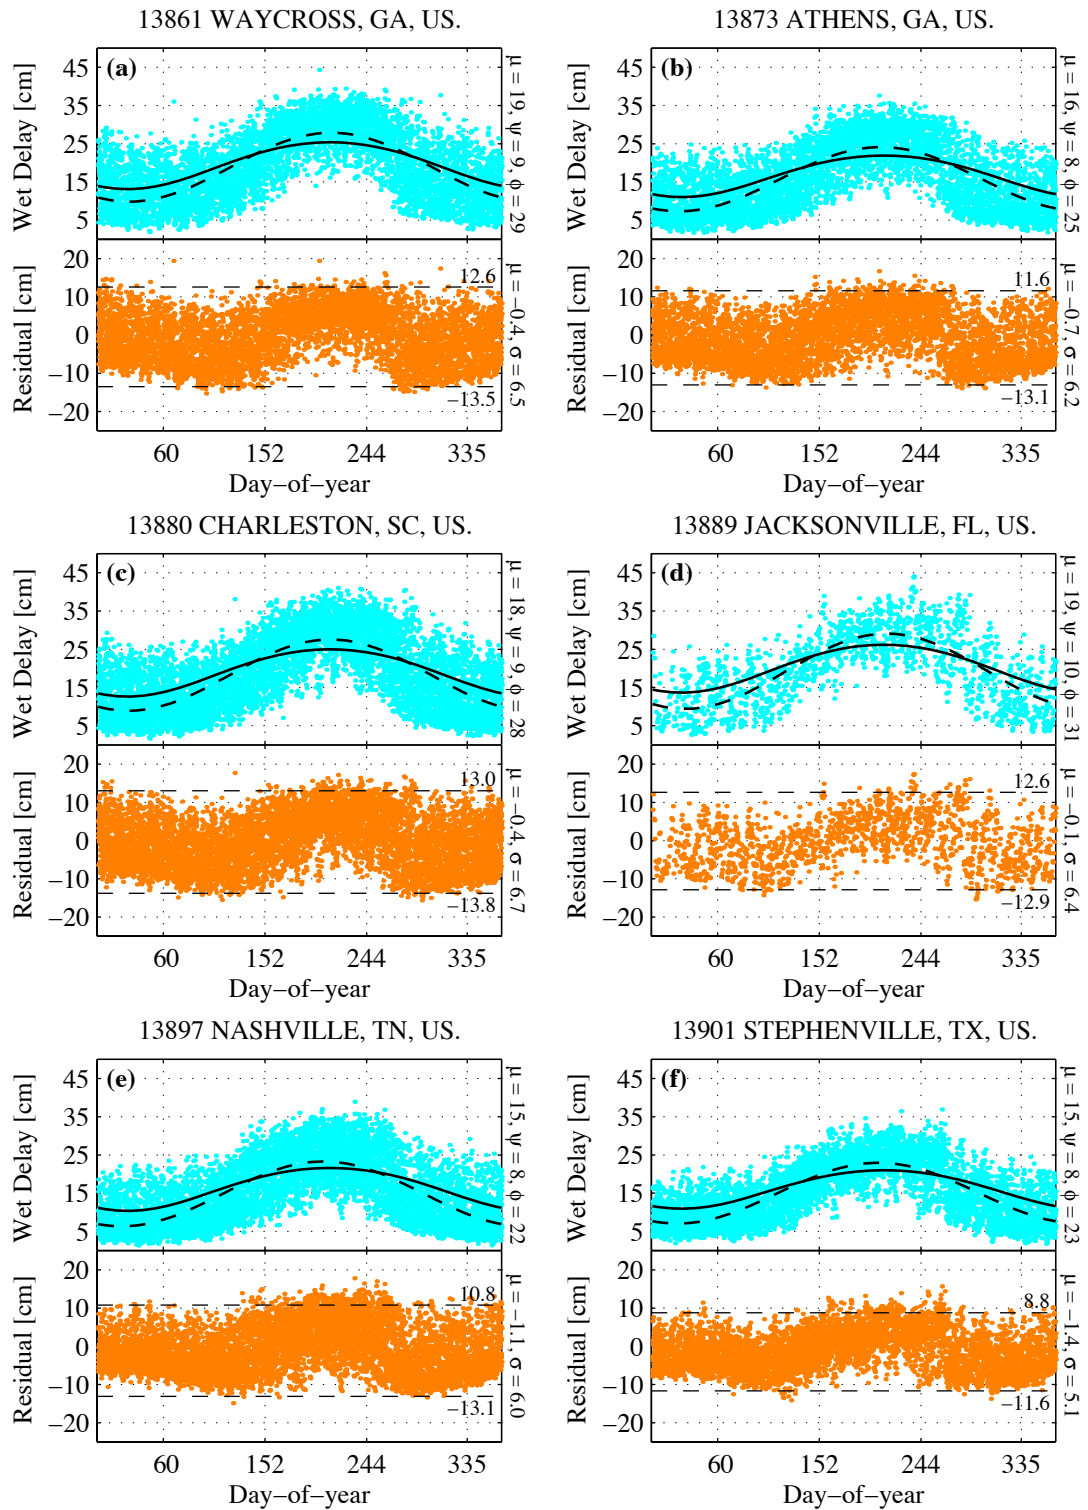 13861 WAYCROSS, GA, US.
(a)
45
35
25
15
5
Wet Delay [cm]
μ = 19, ψ = 9, ϕ = 29
20
10
0
−10
−20
Residual [cm]
12.6
−13.5
μ = −0.4, σ = 6.5
60 152 244 335
Day−of−year
13873 ATHENS, GA, US.
(b)
45
35
25
15
5
Wet Delay [cm]
μ = 16, ψ = 8, ϕ = 25
20
10
0
−10
−20
Residual [cm]
11.6
−13.1
μ = −0.7, σ = 6.2
60 152 244 335
Day−of−year
13880 CHARLESTON, SC, US.
(c)
45
35
25
15
5
Wet Delay [cm]
μ = 18, ψ = 9, ϕ = 28
20
10
0
−10
−20
Residual [cm]
13.0
−13.8
μ = −0.4, σ = 6.7
60 152 244 335
Day−of−year
13889 JACKSONVILLE, FL, US.
(d)
45
35
25
15
5
Wet Delay [cm]
μ = 19, ψ = 10, ϕ = 31
20
10
0
−10
−20
Residual [cm]
12.6
−12.9
μ = −0.1, σ = 6.4
60 152 244 335
Day−of−year
13897 NASHVILLE, TN, US.
(e)
45
35
25
15
5
Wet Delay [cm]
μ = 15, ψ = 8, ϕ = 22
20
10
0
−10
−20
Residual [cm]
10.8
−13.1
μ = −1.1, σ = 6.0
60 152 244 335
Day−of−year
13901 STEPHENVILLE, TX, US.
(f)
45
35
25
15
5
Wet Delay [cm]
μ = 15, ψ = 8, ϕ = 23
20
10
0
−10
−20
Residual [cm]
8.8
−11.6
μ = −1.4, σ = 5.1
60 152 244 335
Day−of−year